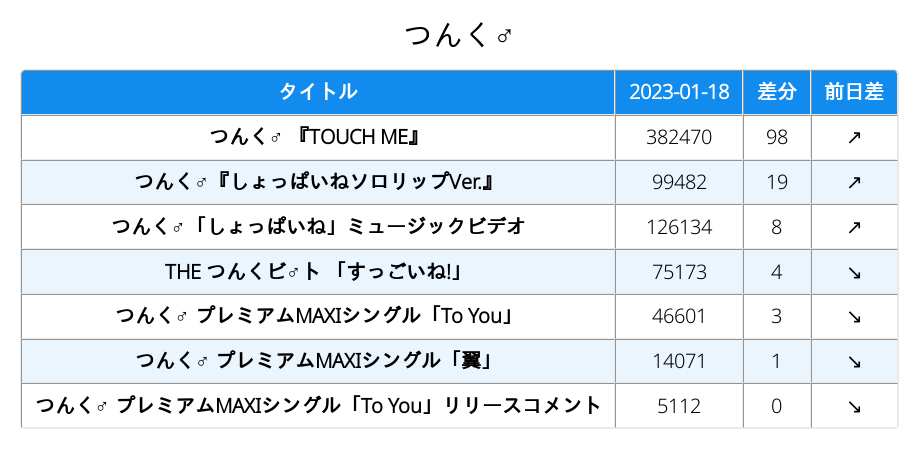 つんく♂
タイトル 2023-01-18 差分 前日差
つんく♂ 『TOUCH ME』 382470 98 ↗
つんく♂『しょっぱいねソロリップVer.』 99482 19 ↗
つんく♂「しょっぱいね」ミュージックビデオ 126134 8 ↗
THE つんくビ♂ト 「すっごいね!」 75173 4 ↘
つんく♂ プレミアムMAXIシングル「To You」 46601 3 ↘
つんく♂ プレミアムMAXIシングル「翼」 14071 1 ↘
つんく♂ プレミアムMAXIシングル「To You」リリースコメント 5112 0 ↘